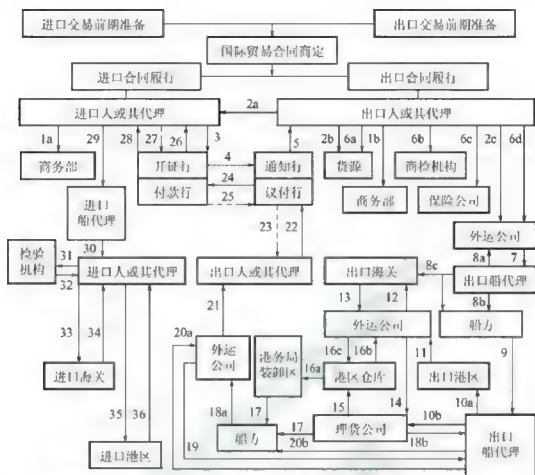 进口交易前期准备
出口交易前期准备
国际贸易合同商定
进口合同履行
出口合同履行
进口人或其代理
2a
出口人或其代理
1a
29
28
27
26
3
4
5
2b
6a
1b
6b
6c
2c
6d
商务部
开证行
通知行
货源
商检机构
24
付款行
议付行
25
商务部
保险公司
进口
船代理
23
22
外运公司
30
8a
7
检验
机构
31
32
进口人或其代理
出口人或其代理
出口海关
8c
出口船代理
13
12
8b
33
34
21
外运公司
船方
20a
外运
公司
港务局
装卸区
16a
16c
16b
11
9
进口海关
港区仓库
出口港区
18a
17
15
14
10a
35
36
19
船方
17
20b
理货公司
10b
18b
出口
船代理
进口港区